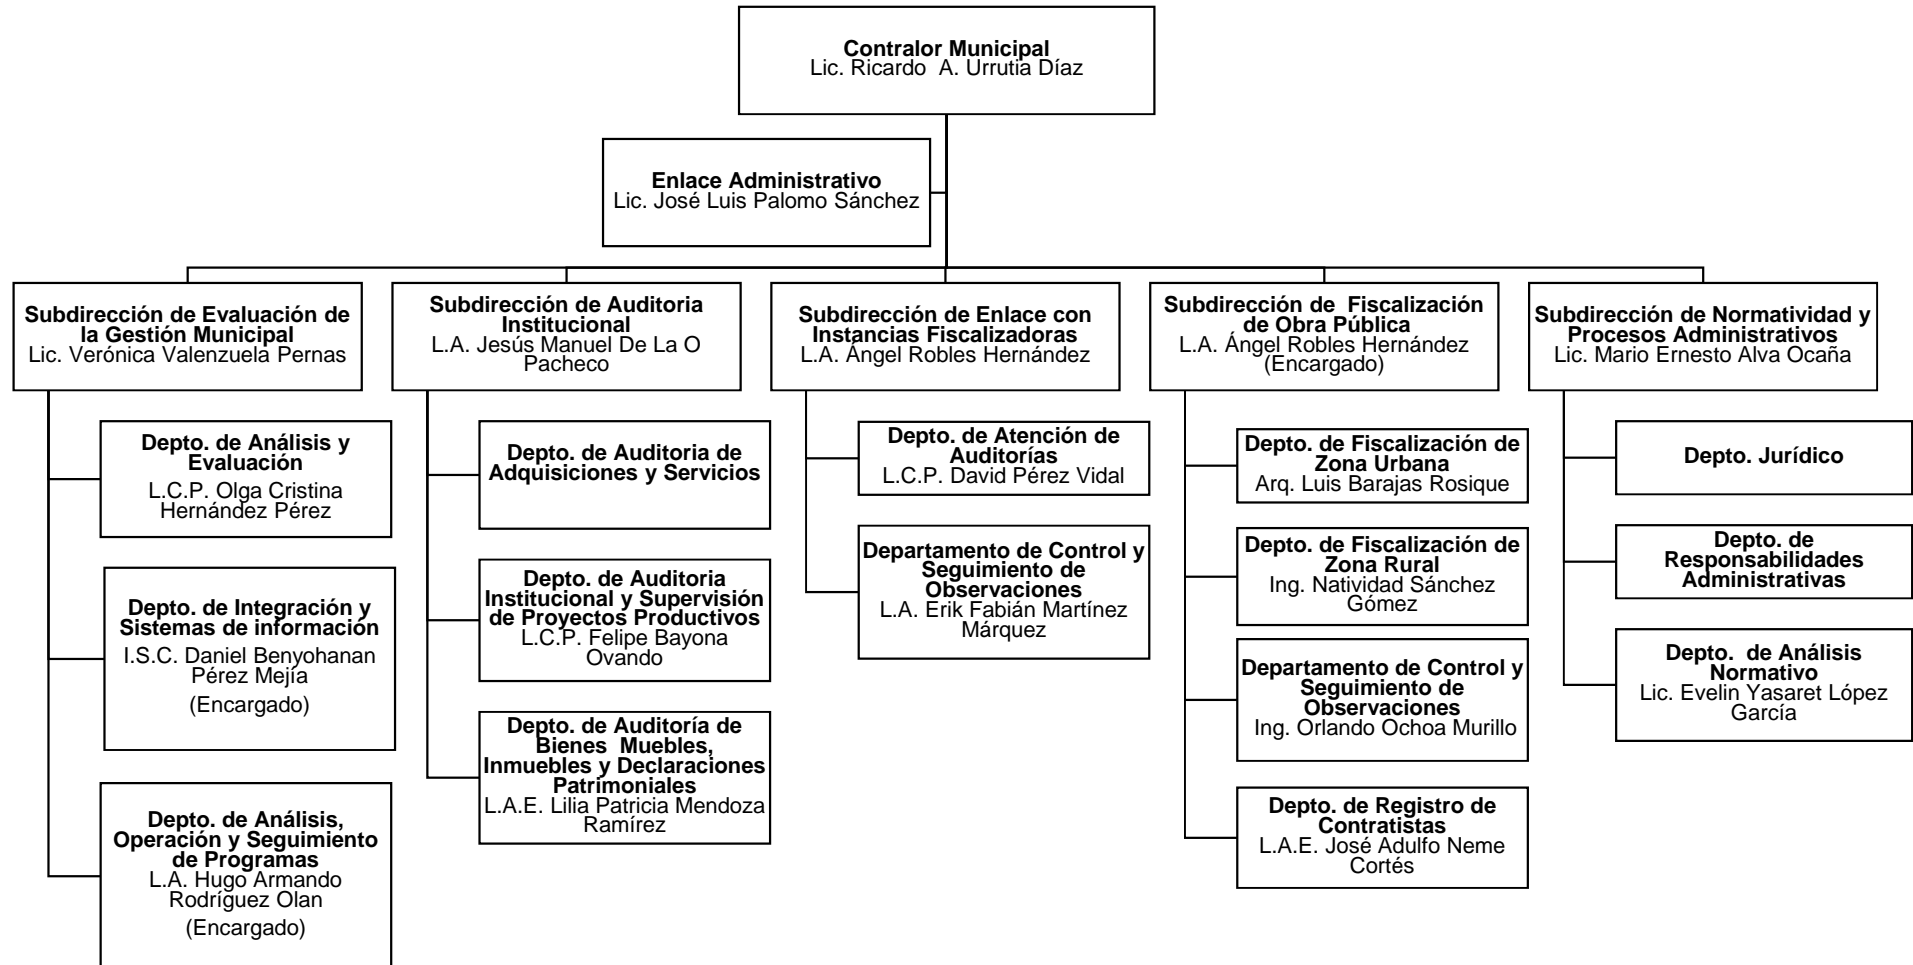 Contralor Municipal
Lic. Ricardo  A. Urrutia Díaz
Enlace Administrativo
Lic. José Luis Palomo Sánchez
Subdirección de Evaluación de
la Gestión Municipal
Lic. Verónica Valenzuela Pernas
Depto. de Análisis y
Evaluación
L.C.P. Olga Cristina
Hernández Pérez
Depto. de Integración y
Sistemas de información
I.S.C. Daniel Benyohanan
Pérez Mejía
(Encargado)
Depto. de Análisis,
Operación y Seguimiento
de Programas
L.A. Hugo Armando
Rodríguez Olan
(Encargado)
Subdirección de Auditoria
Institucional
L.A. Jesús Manuel De La O
Pacheco
Depto. de Auditoria de
Adquisiciones y Servicios
Depto. de Auditoria
Institucional y Supervisión
de Proyectos Productivos
L.C.P. Felipe Bayona
Ovando
Depto. de Auditoría de
Bienes  Muebles,
Inmuebles y Declaraciones
Patrimoniales
L.A.E. Lilia Patricia Mendoza
Ramírez
Subdirección de Enlace con
Instancias Fiscalizadoras
L.A. Ángel Robles Hernández
Depto. de Atención de
Auditorías
L.C.P. David Pérez Vidal
Departamento de Control y
Seguimiento de
Observaciones
L.A. Erik Fabián Martínez
Márquez
Subdirección de  Fiscalización
de Obra Pública
L.A. Ángel Robles Hernández
(Encargado)
Depto. de Fiscalización de
Zona Urbana
Arq. Luis Barajas Rosique
Depto. de Fiscalización de
Zona Rural
Ing. Natividad Sánchez
Gómez
Departamento de Control y
Seguimiento de
Observaciones
Ing. Orlando Ochoa Murillo
Depto. de Registro de
Contratistas
L.A.E. José Adulfo Neme
Cortés
Subdirección de Normatividad y
Procesos Administrativos
Lic. Mario Ernesto Alva Ocaña
Depto. Jurídico
Depto. de
Responsabilidades
Administrativas
Depto.  de Análisis
Normativo
Lic. Evelin Yasaret López
García